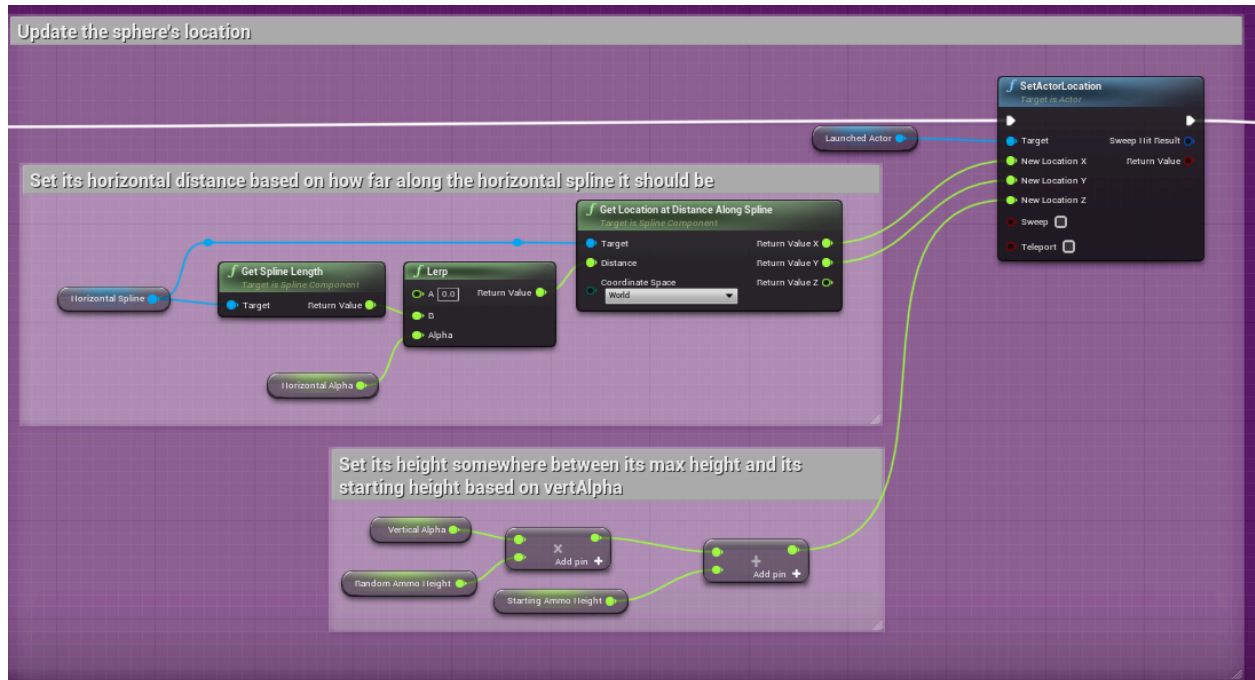 Update the sphere's location
SetActorLocation
Target is Actor
Launched Actor
Target
Sweep Hit Result
New Location X
Return Value
New Location Y
New Location Z
Sweep
Teleport
Set its horizontal distance based on how far along the horizontal spline it should be
Get Location at Distance Along Spline
Target is Spline Component
Target
Return Value X
Distance
Return Value Y
Coordinate Space
Return Value Z
World
Horizontal Spline
Get Spline Length
Target is Spline Component
Target
Return Value
Lerp
A 0.0
Return Value
B
Alpha
Horizontal Alpha
Set its height somewhere between its max height and its
starting height based on vertAlpha
Vertical Alpha
Random Ammo Height
×
Add pin +
Starting Ammo Height
+
Add pin +